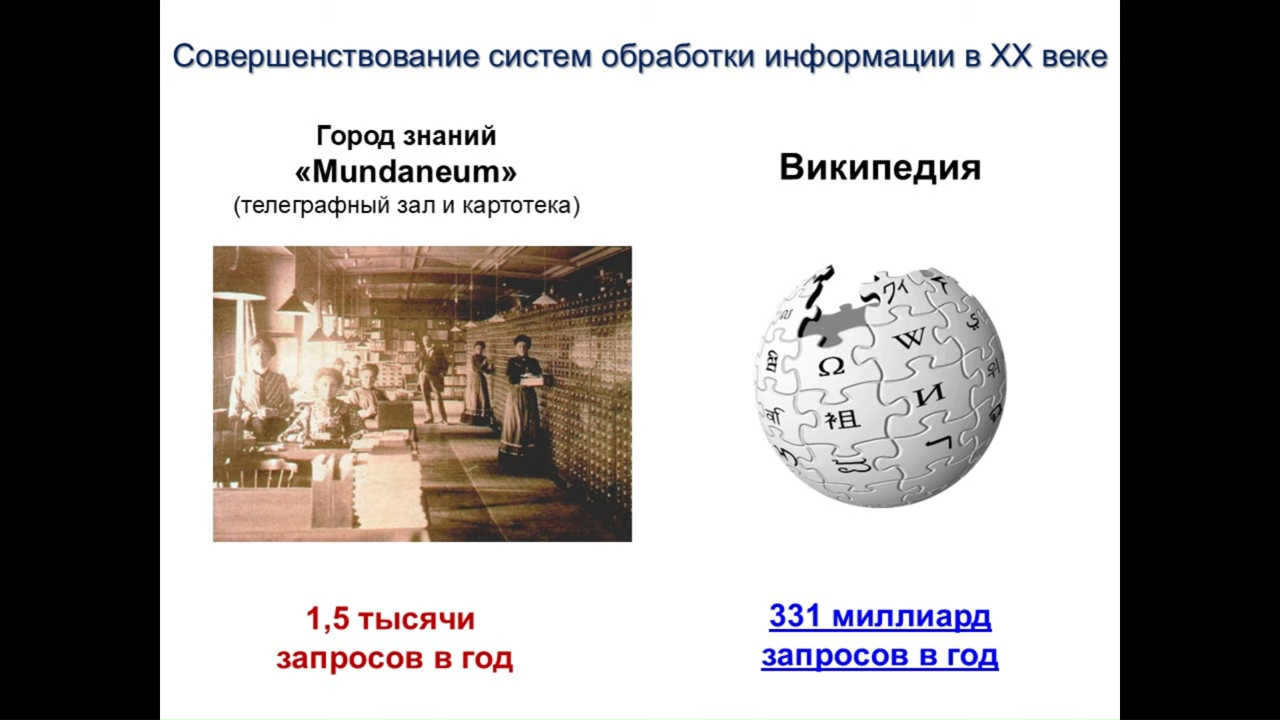 Совершенствование систем обработки информации в XX веке
Город знаний
«Mundaneum»
(телеграфный зал и картотека)
Википедия
Ω
W
И
祖
1,5 тысячи
запросов в год
331 миллиард
запросов в год